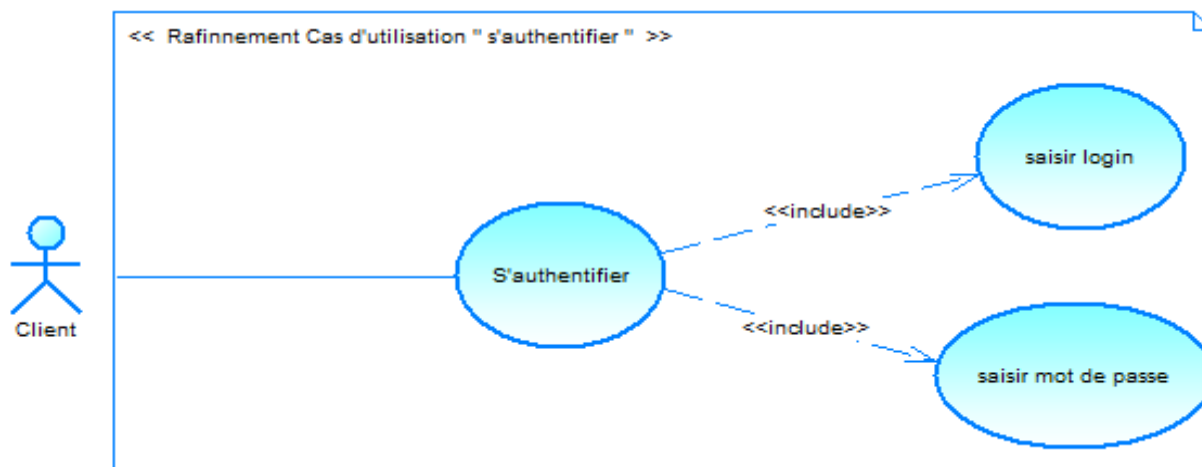 << Rafinnement Cas d'utilisation " s'authentifier " >>
saisir login
<<include>>
S'authentifier
Client
<<include>>
saisir mot de passe